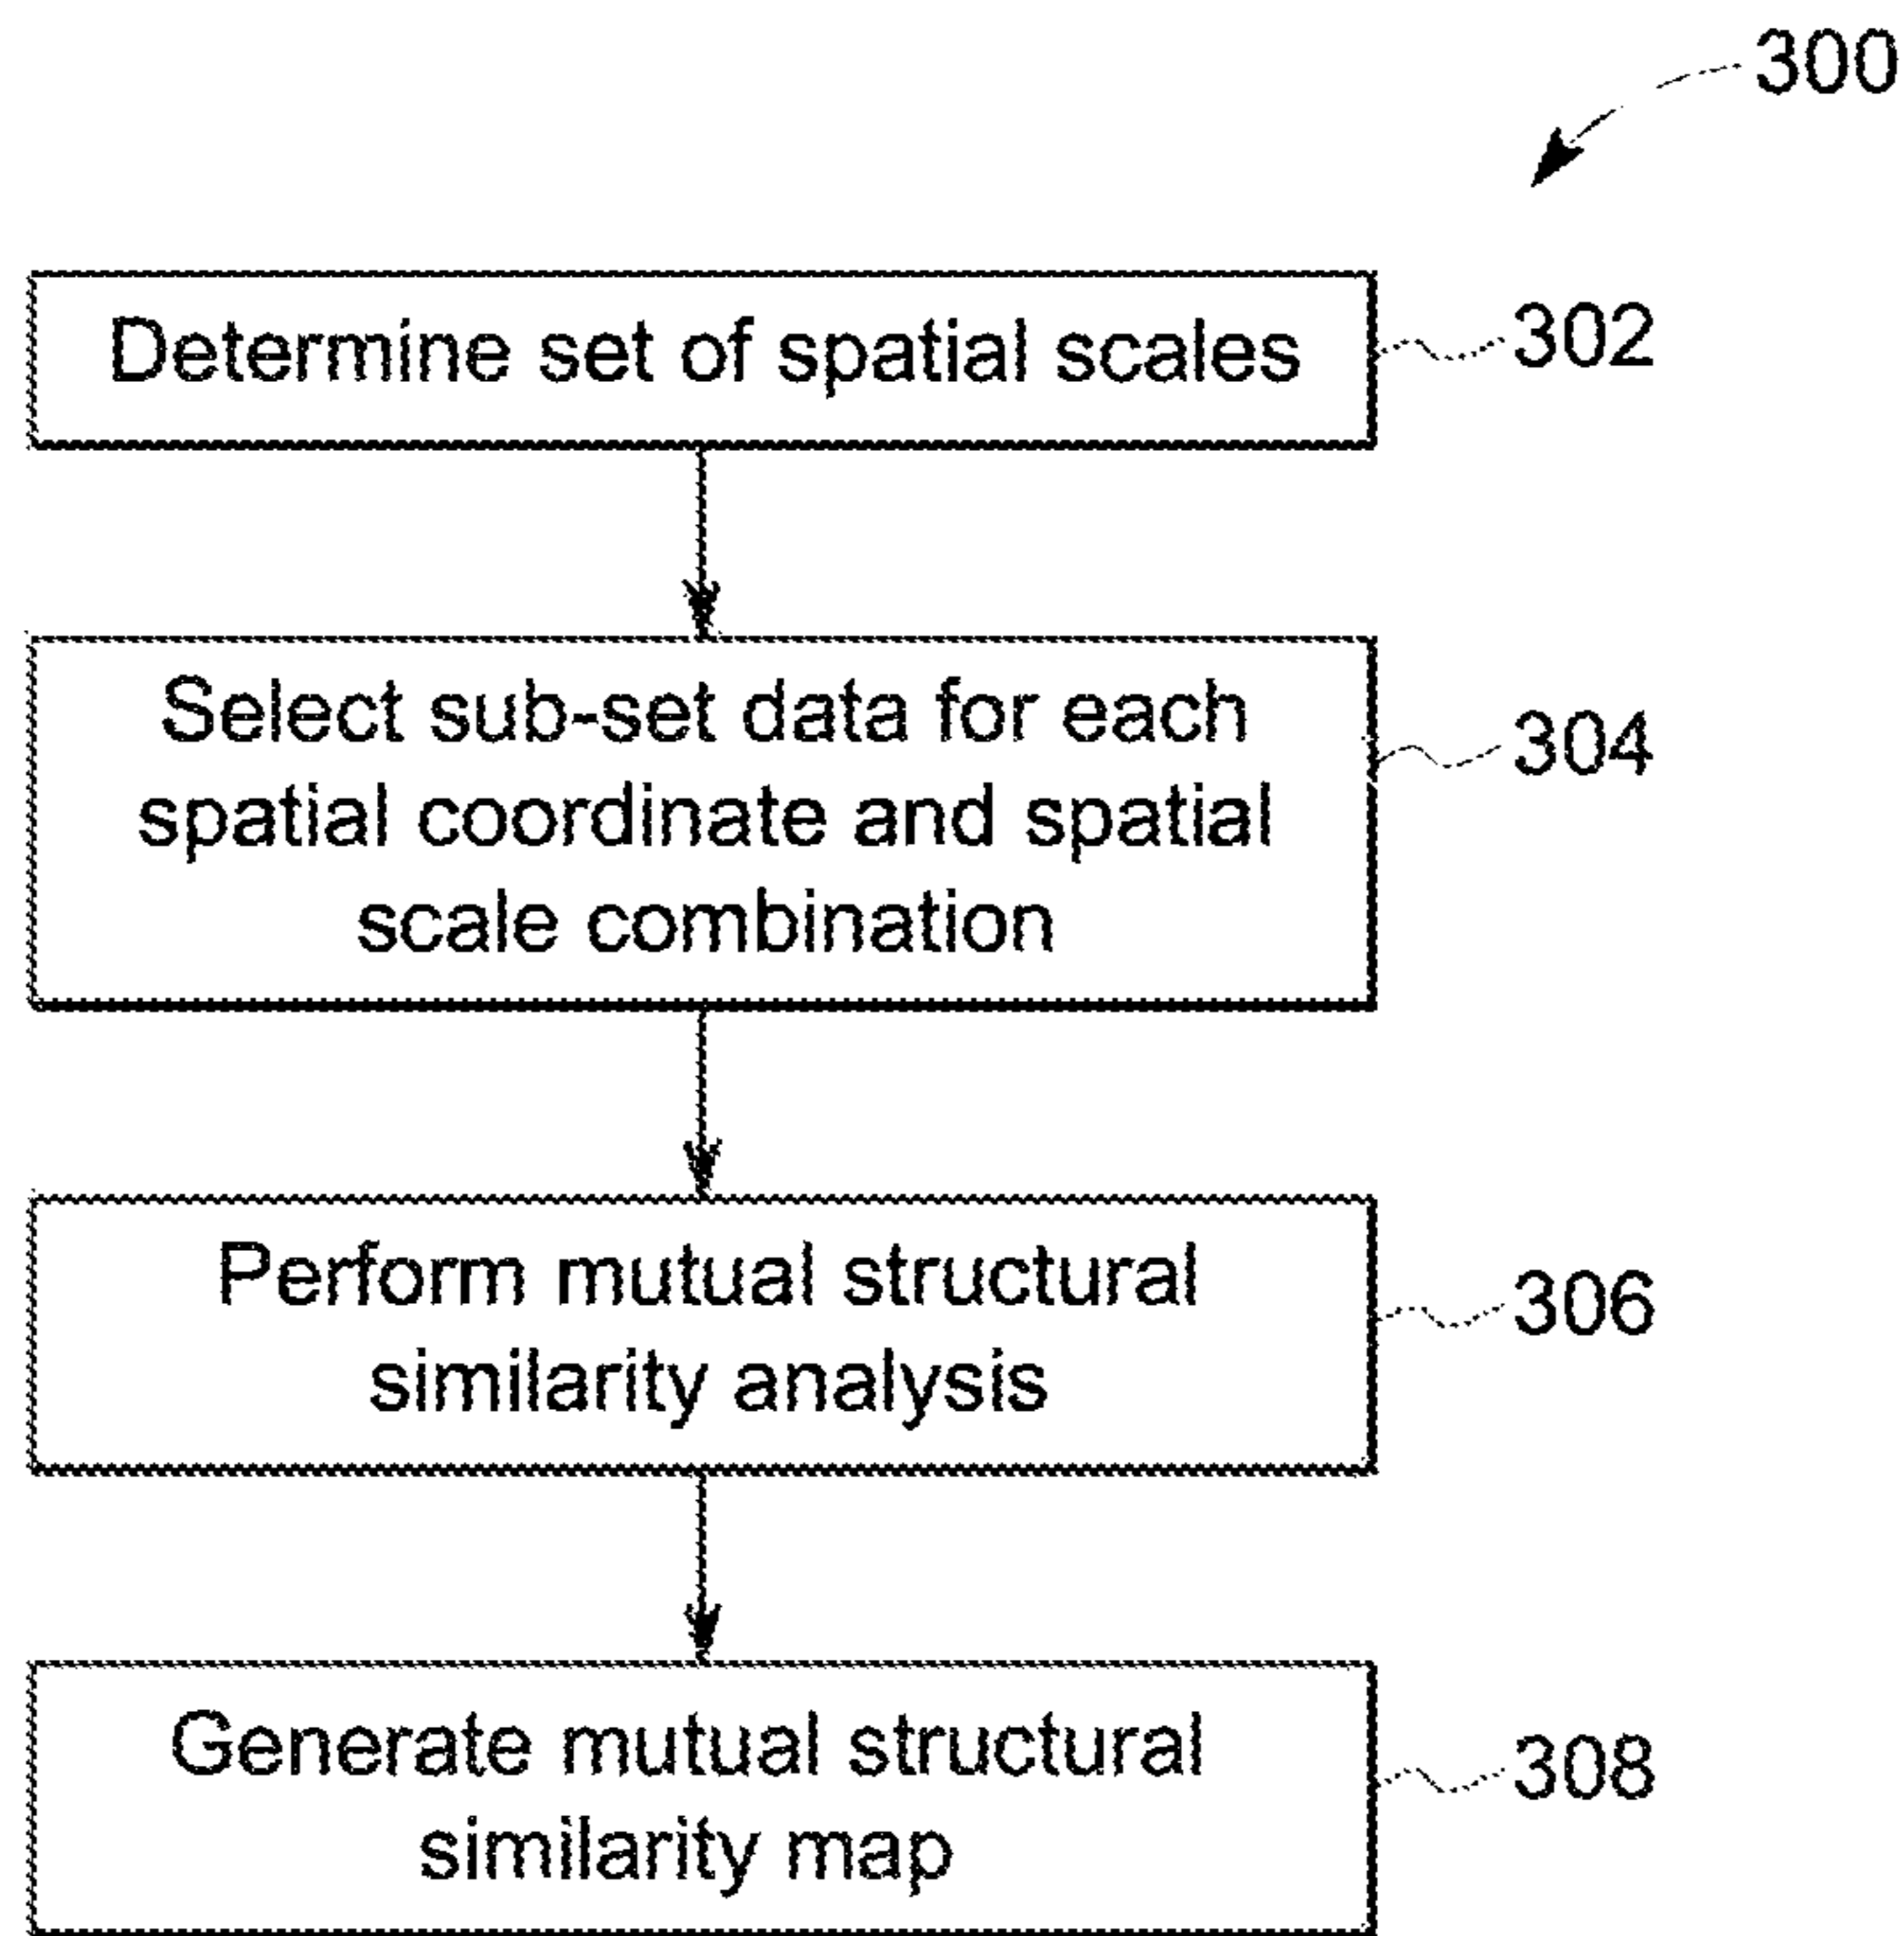 300
Determine set of spatial scales
302
Select sub-set data for each
spatial coordinate and spatial
scale combination
304
Perform mutual structural
similarity analysis
306
Generate mutual structural
similarity map
308